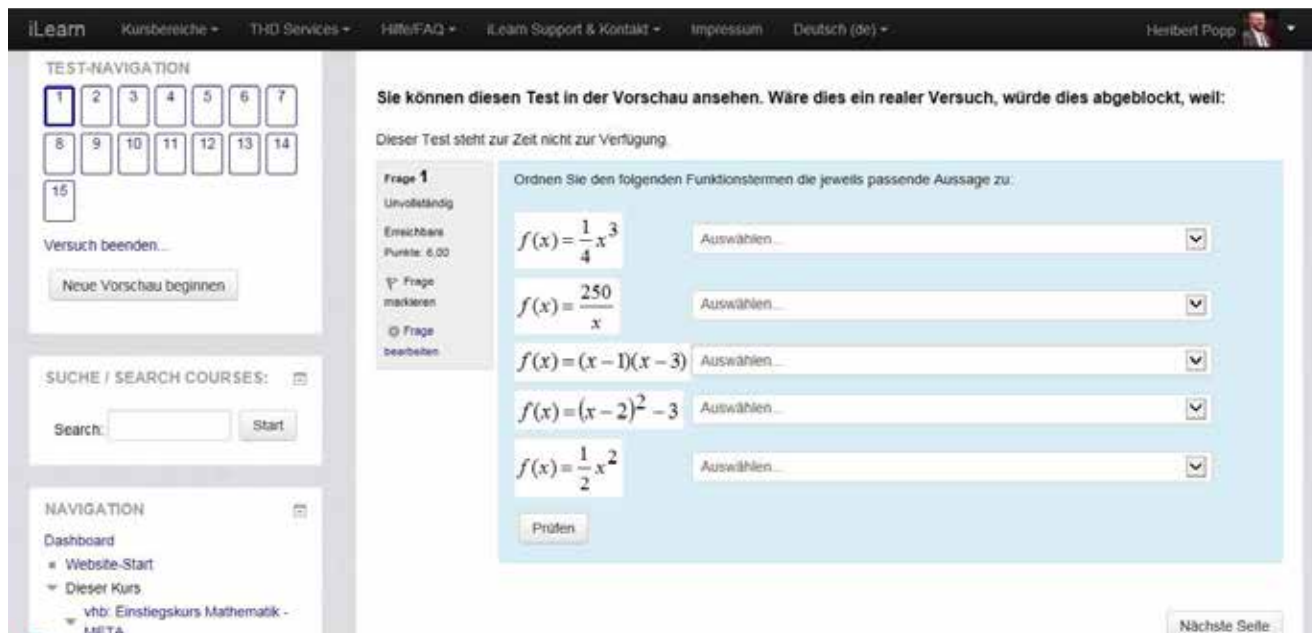 iLearn Kursbereiche THD Services Hilfe/FAQ iLearn Support & Kontakt Impressum Deutsch (de) Heribert Popp
TEST-NAVIGATION
1 2 3 4 5 6 7
8 9 10 11 12 13 14
15
Versuch beenden...
Neue Vorschau beginnen
SUCHE / SEARCH COURSES:
Search: Start
NAVIGATION
Dashboard
Website-Start
Dieser Kurs
vhb: Einstiegskurs Mathematik -
META
Sie können diesen Test in der Vorschau ansehen. Wäre dies ein realer Versuch, würde dies abgeblockt, weil:
Dieser Test steht zur Zeit nicht zur Verfügung.
Frage 1
Unvollständig
Erreichbare
Punkte: 6,00
Frage
markieren
Frage
bearbeiten
Ordnen Sie den folgenden Funktionstermen die jeweils passende Aussage zu:
f(x) = 1/4 x^3 Auswählen...
f(x) = 250/x Auswählen...
f(x) = (x − 1)(x − 3) Auswählen...
f(x) = (x − 2)^2 − 3 Auswählen...
f(x) = 1/2 x^2 Auswählen...
Prüfen
Nächste Seite